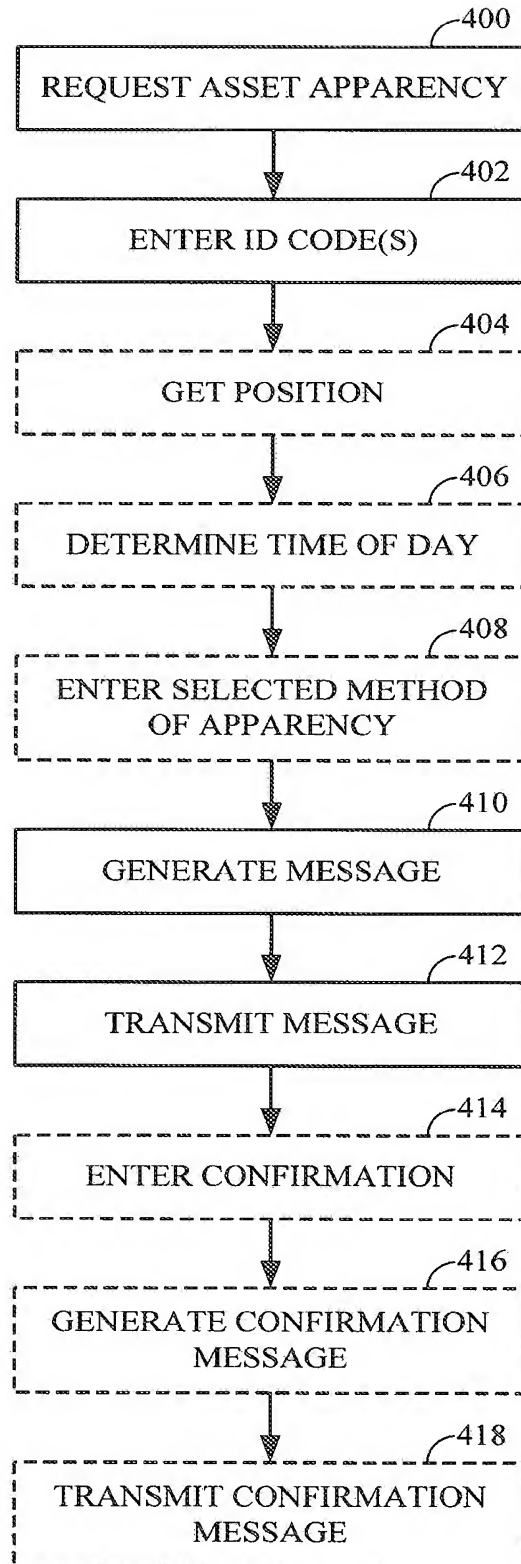 400
REQUEST ASSET APPARENCY
402
ENTER ID CODE(S)
404
GET POSITION
406
DETERMINE TIME OF DAY
408
ENTER SELECTED METHOD
OF APPARENCY
410
GENERATE MESSAGE
412
TRANSMIT MESSAGE
414
ENTER CONFIRMATION
416
GENERATE CONFIRMATION
MESSAGE
418
TRANSMIT CONFIRMATION
MESSAGE